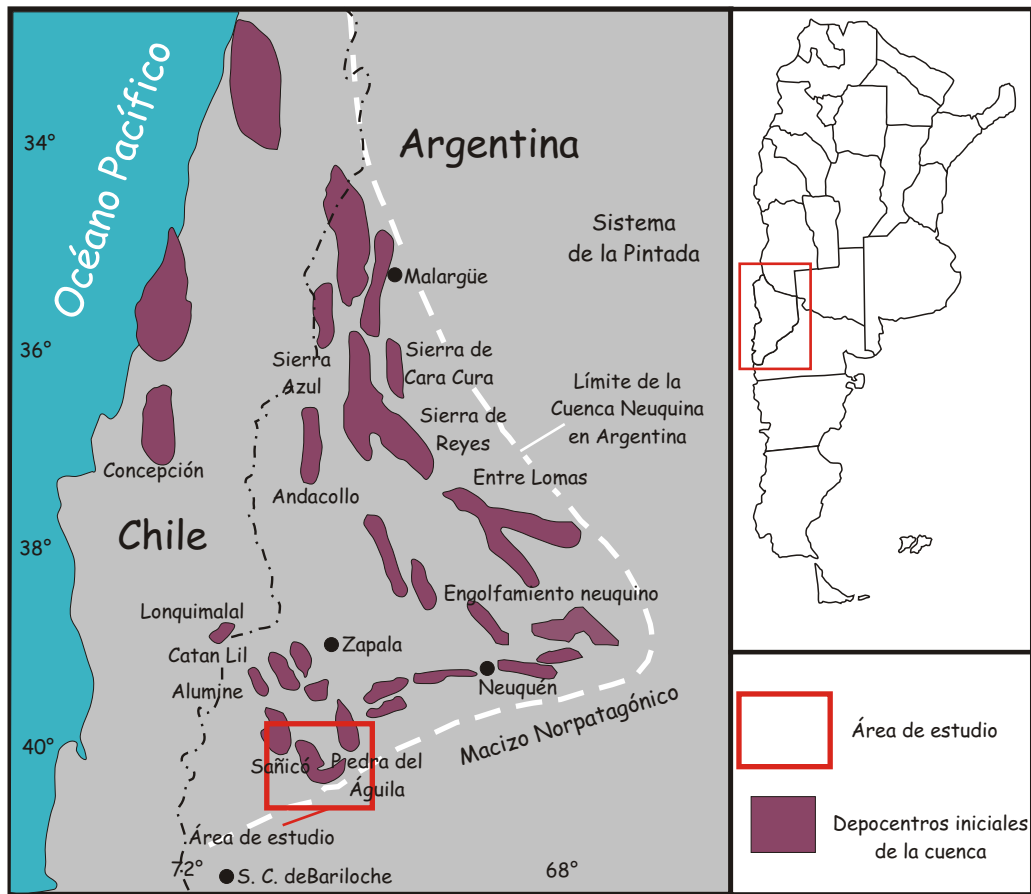 Océano Pacífico
34°
Argentina
Sistema
de la Pintada
Malargüe
36°
Sierra
Azul
Sierra de
Cara Cura
Límite de la
Cuenca Neuquina
en Argentina
Sierra de
Reyes
Concepción
Andacollo
Entre Lomas
Chile
38°
Engolfamiento neuquino
Lonquimalal
Zapala
Catan Lil
Alumine
Neuquén
Macizo Norpatagónico
40°
Sañicó
Piedra del
Águila
Área de estudio
72°
68°
S. C. deBariloche
Área de estudio
Depocentros iniciales
de la cuenca